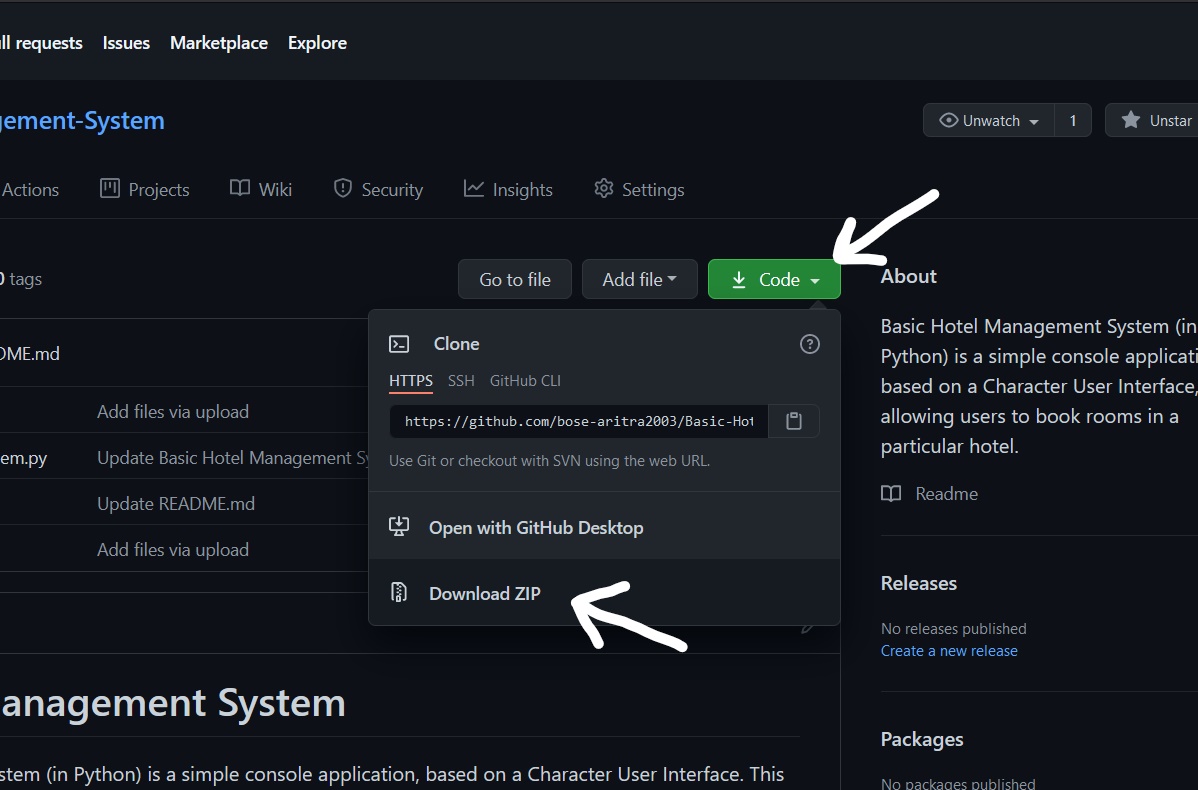 ll requests Issues Marketplace Explore
gement-System
Unwatch 1 Unstar
Actions Projects Wiki Security Insights Settings
0 tags
Go to file Add file Code
About
Basic Hotel Management System (in
Python) is a simple console applicati
based on a Character User Interface,
allowing users to book rooms in a
particular hotel.
Readme
Releases
No releases published
Create a new release
Packages
No packages published
Clone
HTTPS SSH GitHub CLI
https://github.com/bose-aritra2003/Basic-Hot
Use Git or checkout with SVN using the web URL.
Open with GitHub Desktop
Download ZIP
DME.md
Add files via upload
em.py Update Basic Hotel Management Sy
Update README.md
Add files via upload
anagement System
stem (in Python) is a simple console application, based on a Character User Interface. This